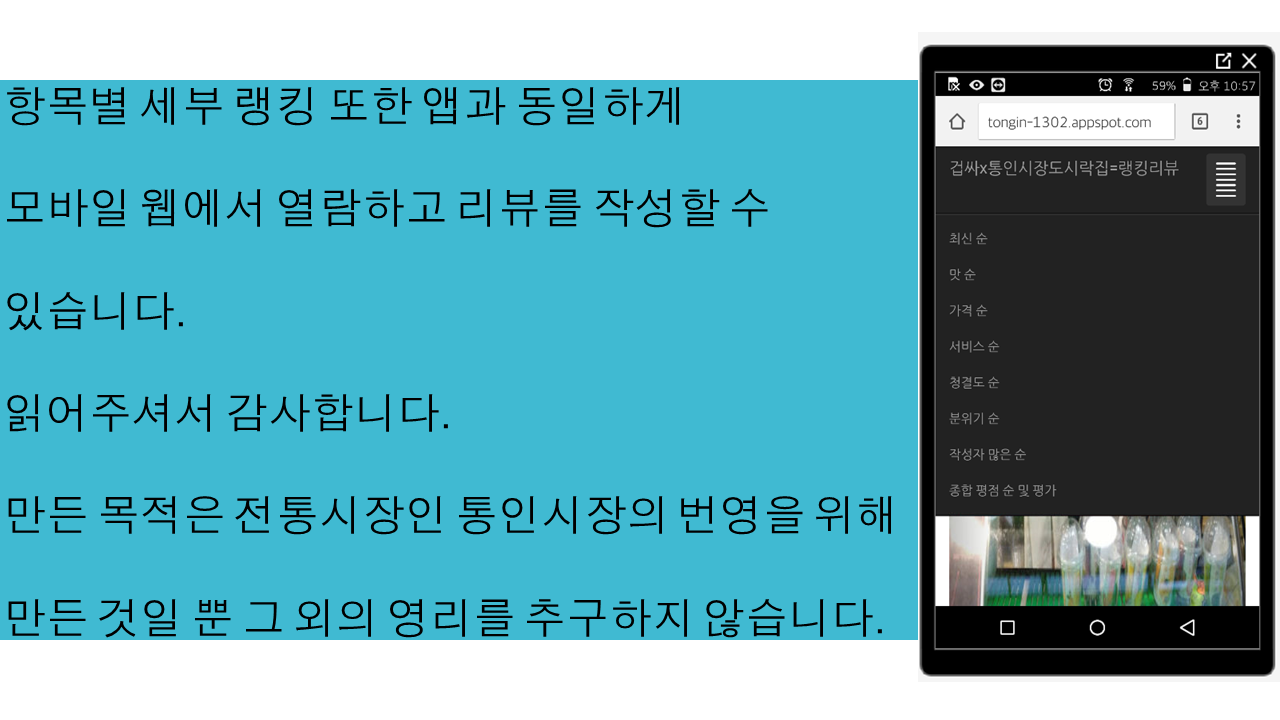 항목별 세부 랭킹 또한 앱과 동일하게
모바일 웹에서 열람하고 리뷰를 작성할 수
있습니다.
읽어주셔서 감사합니다.
만든 목적은 전통시장인 통인시장의 번영을 위해
만든 것일 뿐 그 외의 영리를 추구하지 않습니다.
59% 오후 10:57
tongin-1302.appspot.com 6
겁싸x통인시장도시락집=랭킹리뷰
최신 순
맛 순
가격 순
서비스 순
청결도 순
분위기 순
작성자 많은 순
종합 평점 순 및 평가